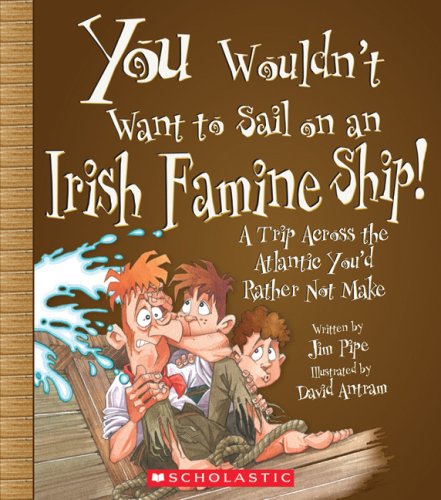 You Wouldn't
Want to Sail on an
Irish Famine Ship!
A Trip Across the
Atlantic You'd
Rather Not Make
Written by
Jim Pipe
Illustrated by
David Antram
SCHOLASTIC